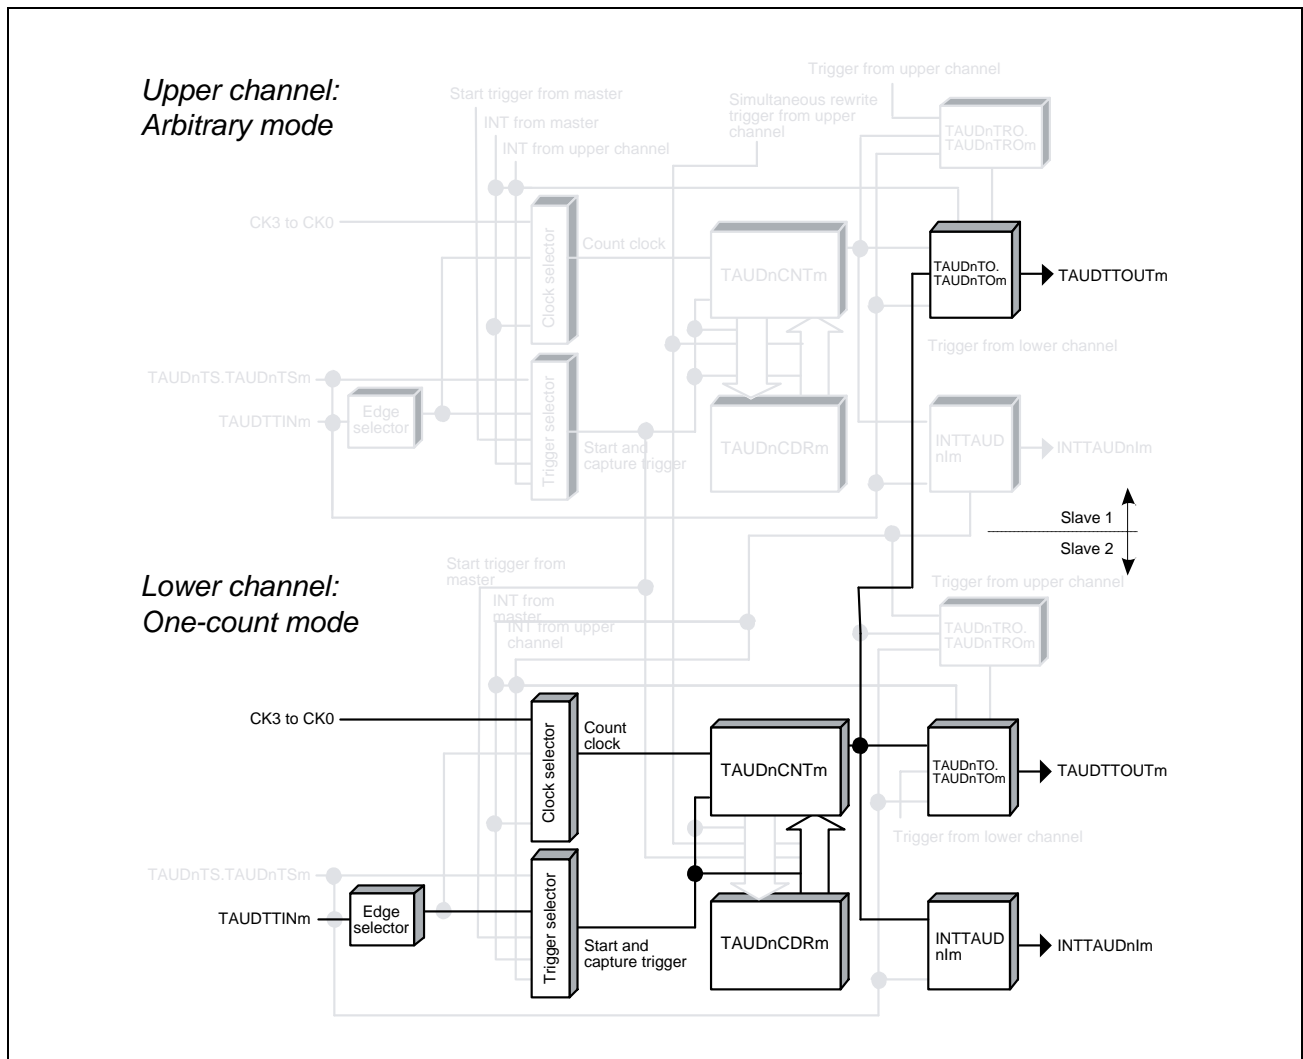 Upper channel:
Arbitrary mode
Trigger from upper channel
Start trigger from master
Simultaneous rewrite
trigger from upper
channel
INT from master
INT from upper channel
TAUDnTRO.
TAUDnTROm
CK3 to CK0
Clock selector
Count clock
TAUDnCNTm
TAUDnTO.
TAUDnTOm
TAUDTTOUTm
Trigger from lower channel
TAUDnTS.TAUDnTSm
TAUDTTINm
Edge
selector
Trigger selector
Start and
capture trigger
TAUDnCDRm
INTTAUD
nIm
INTTAUDnIm
Slave 1
Slave 2
Lower channel:
One-count mode
Start trigger from
master
INT from
master
INT from upper
channel
Trigger from upper channel
TAUDnTRO.
TAUDnTROm
CK3 to CK0
Clock selector
Count
clock
TAUDnCNTm
TAUDnTO.
TAUDnTOm
TAUDTTOUTm
Trigger from lower channel
TAUDnTS.TAUDnTSm
TAUDTTINm
Edge
selector
Trigger selector
Start and
capture trigger
TAUDnCDRm
INTTAUD
nIm
INTTAUDnIm